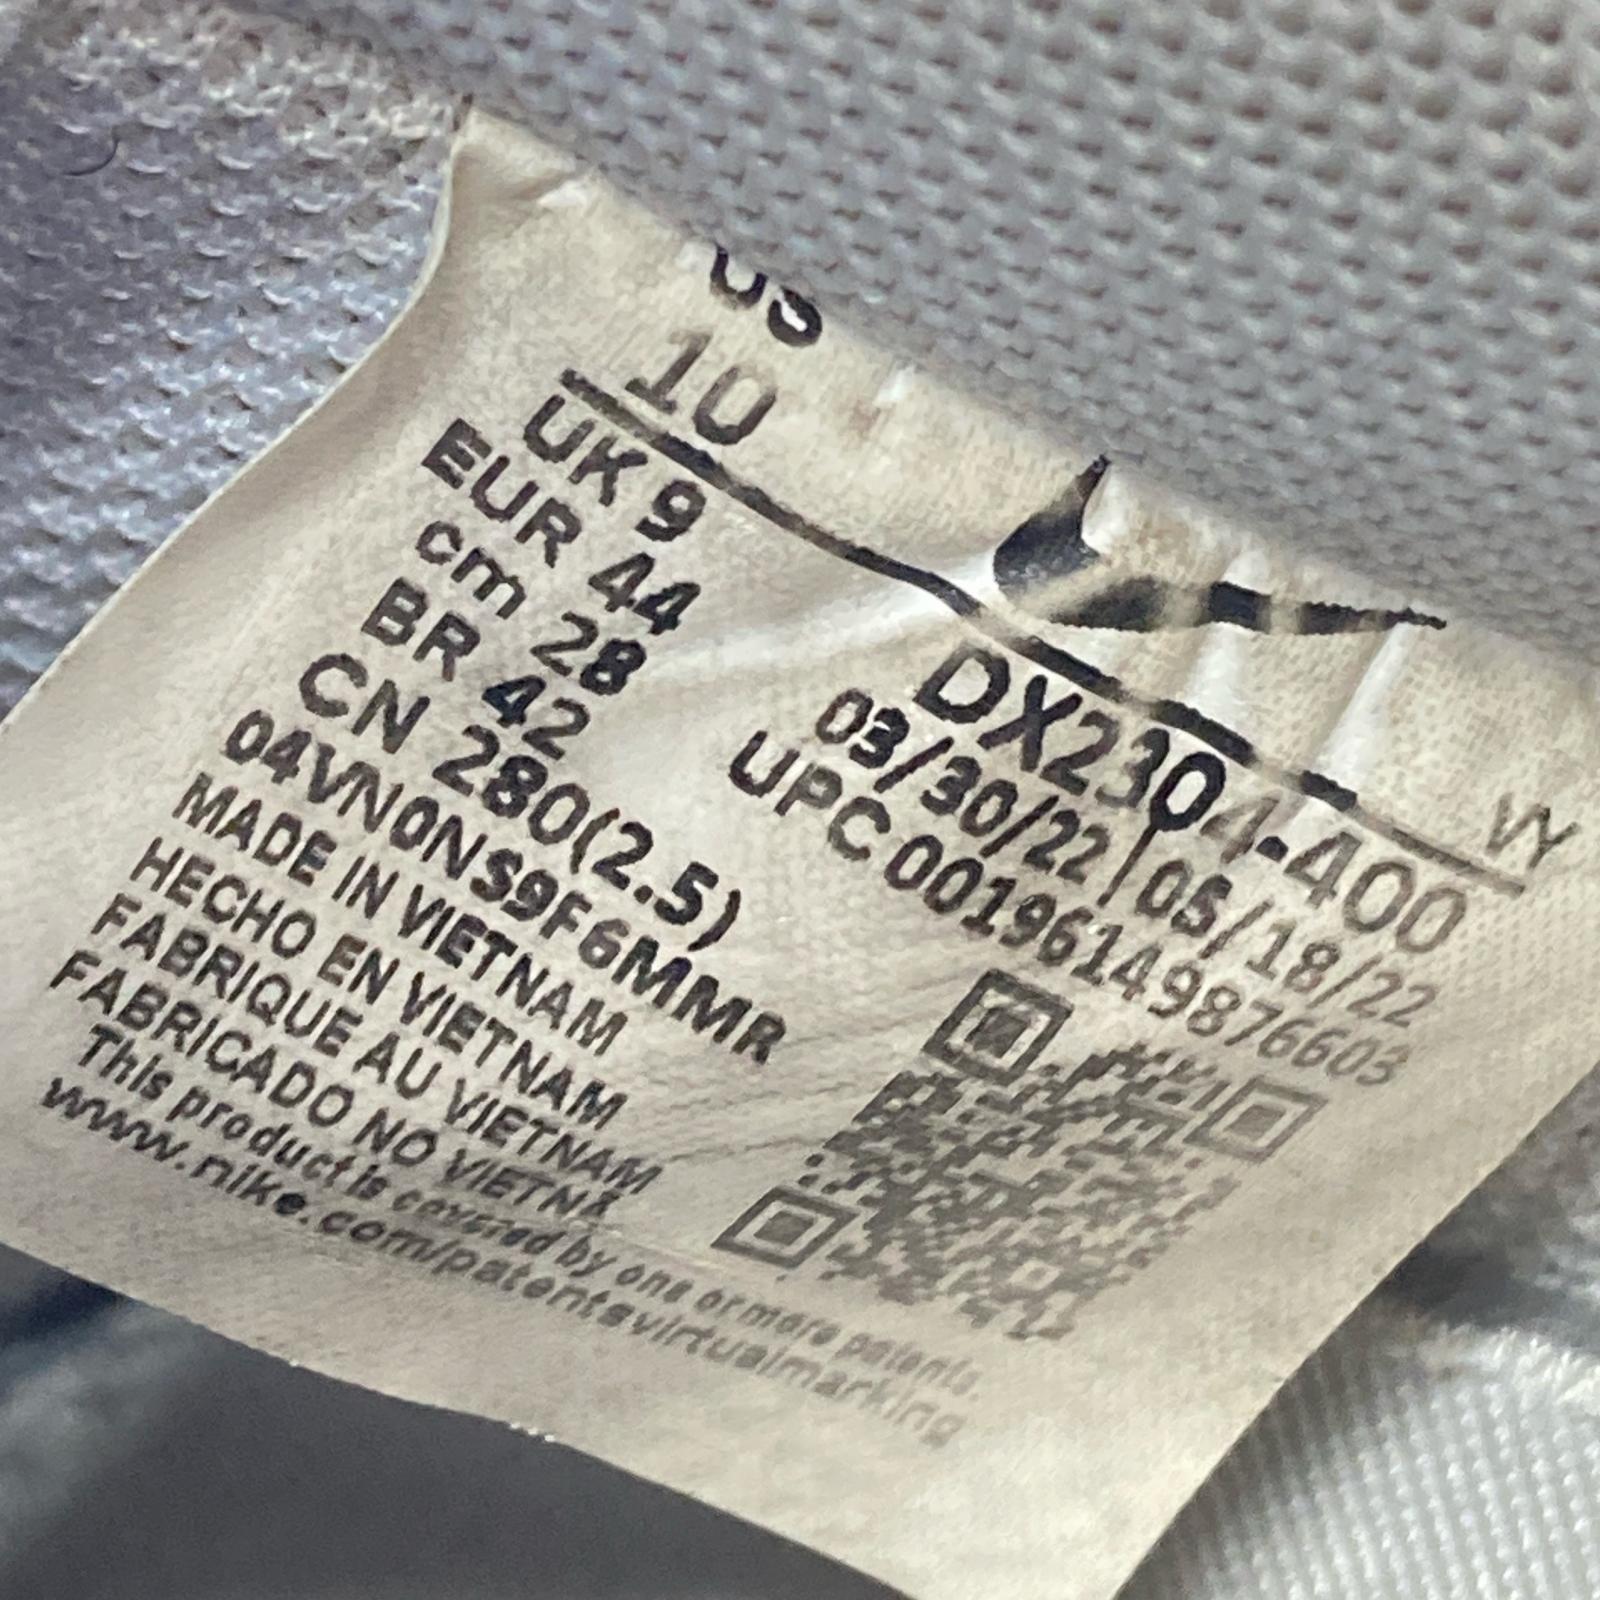 US
10
UK 9
EUR 44
cm 28
BR 42
CN 280(2.5)
04VN0NS9F6MMR
MADE IN VIETNAM
HECHO EN VIETNAM
FABRIQUE AU VIETNAM
FABRICADO NO VIETNÃ
This product is covered by one or more patents.
www.nike.com/patentsvirtualmarking
VY
DX2304-400
03/30/22|05/18/22
UPC 00196149876603